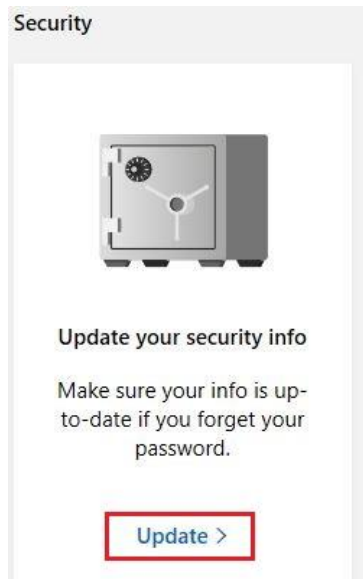 Security
Update your security info
Make sure your info is up-
to-date if you forget your
password.
Update >